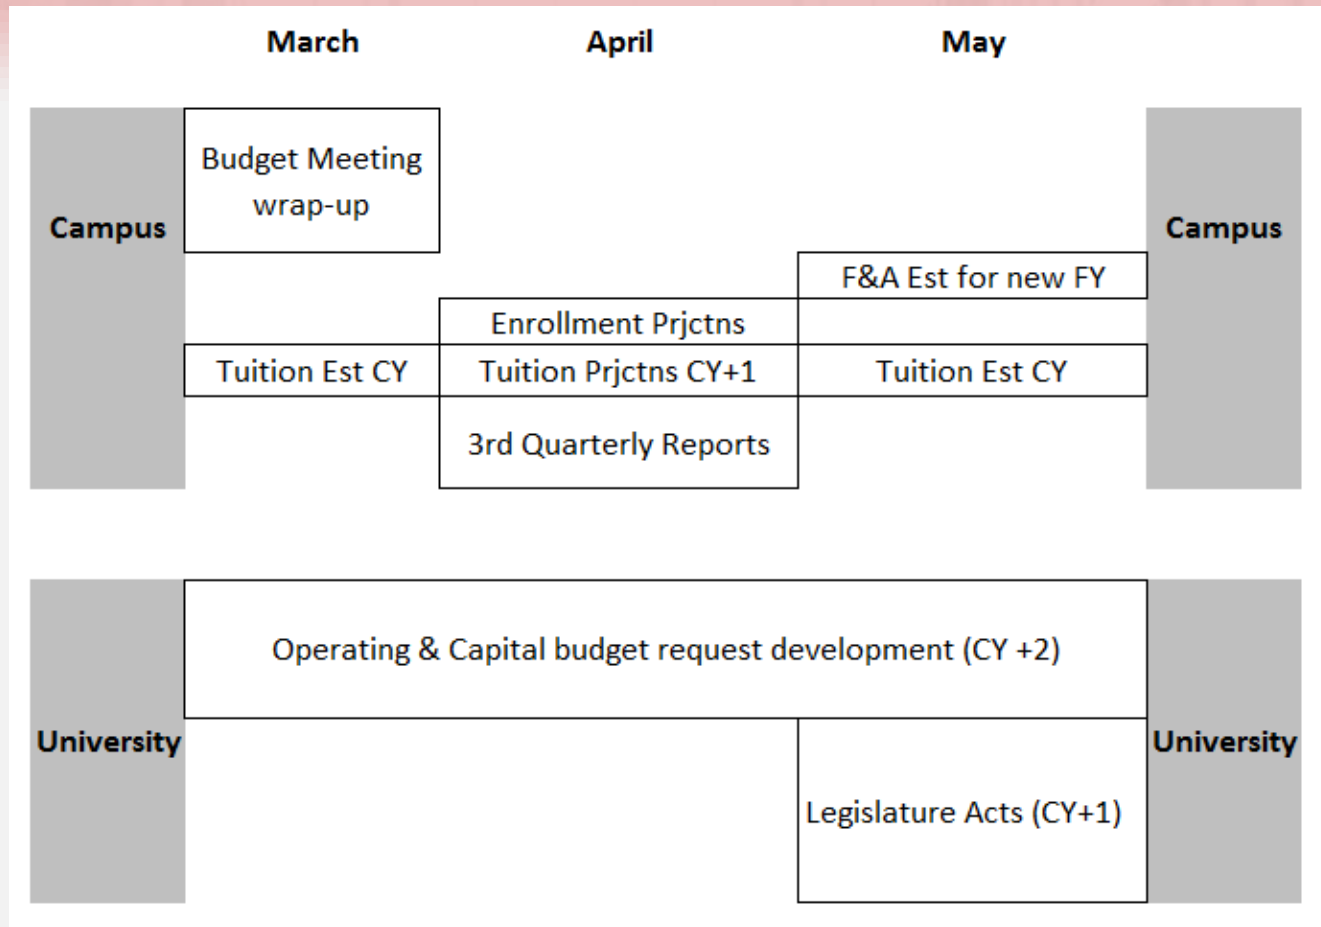 March April May
Budget Meeting
wrap-up
Campus Campus
F&A Est for new FY
Enrollment Prjctns
Tuition Est CY Tuition Prjctns CY+1 Tuition Est CY
3rd Quarterly Reports
Operating & Capital budget request development (CY +2)
University University
Legislature Acts (CY+1)